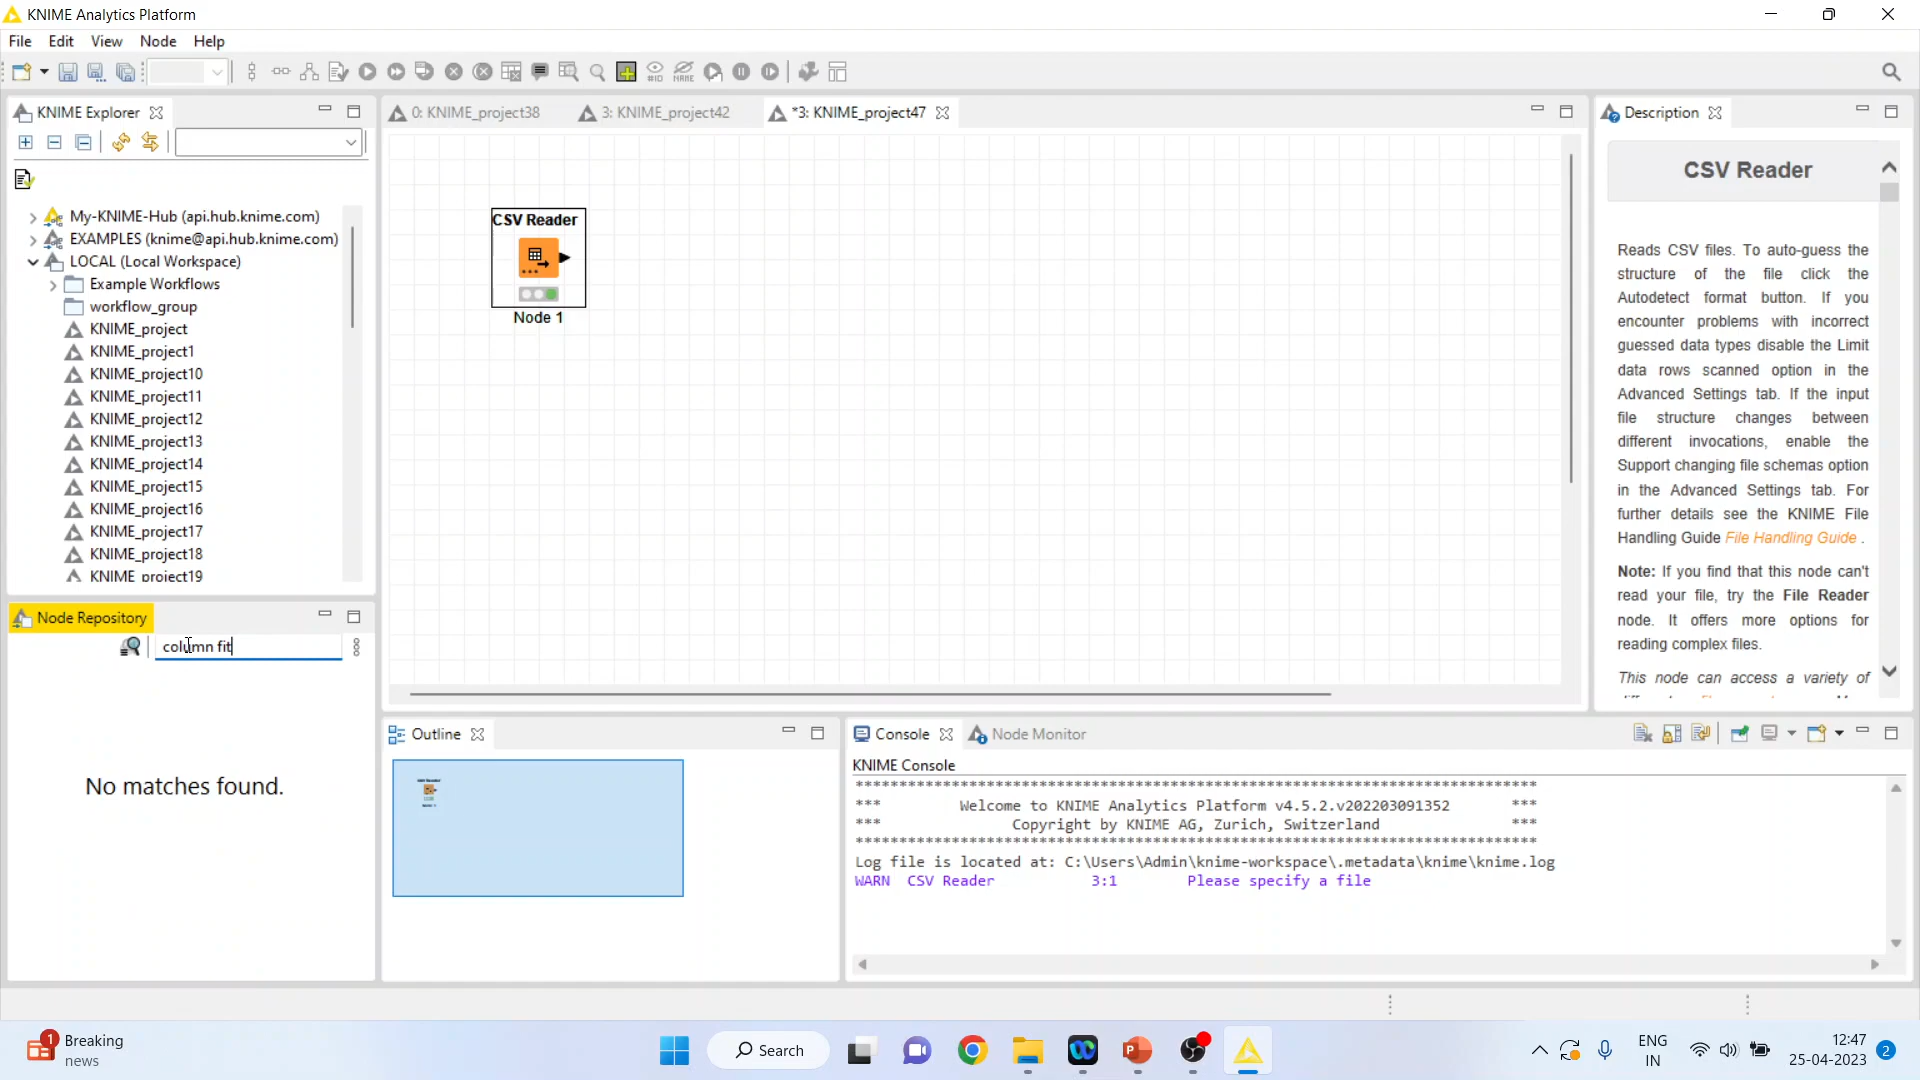 KNIME Analytics Platform
File Edit View Node Help
KNIME Explorer
0: KNIME_project38
3: KNIME_project42
*3: KNIME_project47
Description
My-KNIME-Hub (api.hub.knime.com)
EXAMPLES (knime@api.hub.knime.com)
LOCAL (Local Workspace)
Example Workflows
workflow_group
KNIME_project
KNIME_project1
KNIME_project10
KNIME_project11
KNIME_project12
KNIME_project13
KNIME_project14
KNIME_project15
KNIME_project16
KNIME_project17
KNIME_project18
KNIME_project19
CSV Reader
Node 1
CSV Reader
Reads CSV files. To auto-guess the
structure of the file click the
Autodetect format button. If you
encounter problems with incorrect
guessed data types disable the Limit
data rows scanned option in the
Advanced Settings tab. If the input
file structure changes between
different invocations, enable the
Support changing file schemas option
in the Advanced Settings tab. For
further details see the KNIME File
Handling Guide File Handling Guide .
Note: If you find that this node can't
read your file, try the File Reader
node. It offers more options for
reading complex files.
This node can access a variety of
Node Repository
column fit
No matches found.
Outline
CSV Reader
Node 1
Console
Node Monitor
KNIME Console
********************************************************************************
*** Welcome to KNIME Analytics Platform v4.5.2.v202203091352 ***
*** Copyright by KNIME AG, Zurich, Switzerland ***
********************************************************************************
Log file is located at: C:\Users\Admin\knime-workspace\.metadata\knime\knime.log
WARN CSV Reader 3:1 Please specify a file
1
Breaking
news
Search
ENG
IN
12:47
25-04-2023
2